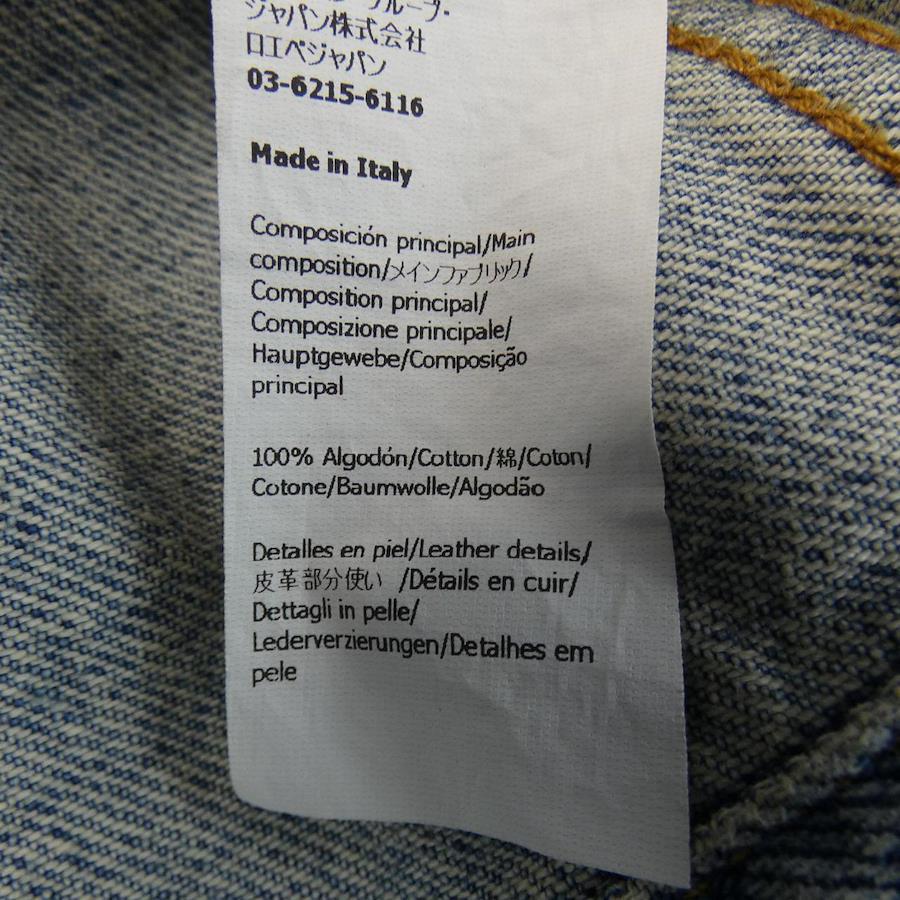 ループ・
ジャパン株式会社
ロエベジャパン
03-6215-6116
Made in Italy
Composición principal/Main
composition/メインファブリック/
Composition principal/
Composizione principale/
Hauptgewebe/Composição
principal
100% Algodón/Cotton/綿/Coton/
Cotone/Baumwolle/Algodão
Detalles en piel/Leather details/
皮革部分使い /Détails en cuir/
Dettagli in pelle/
Lederverzierungen/Detalhes em
pele